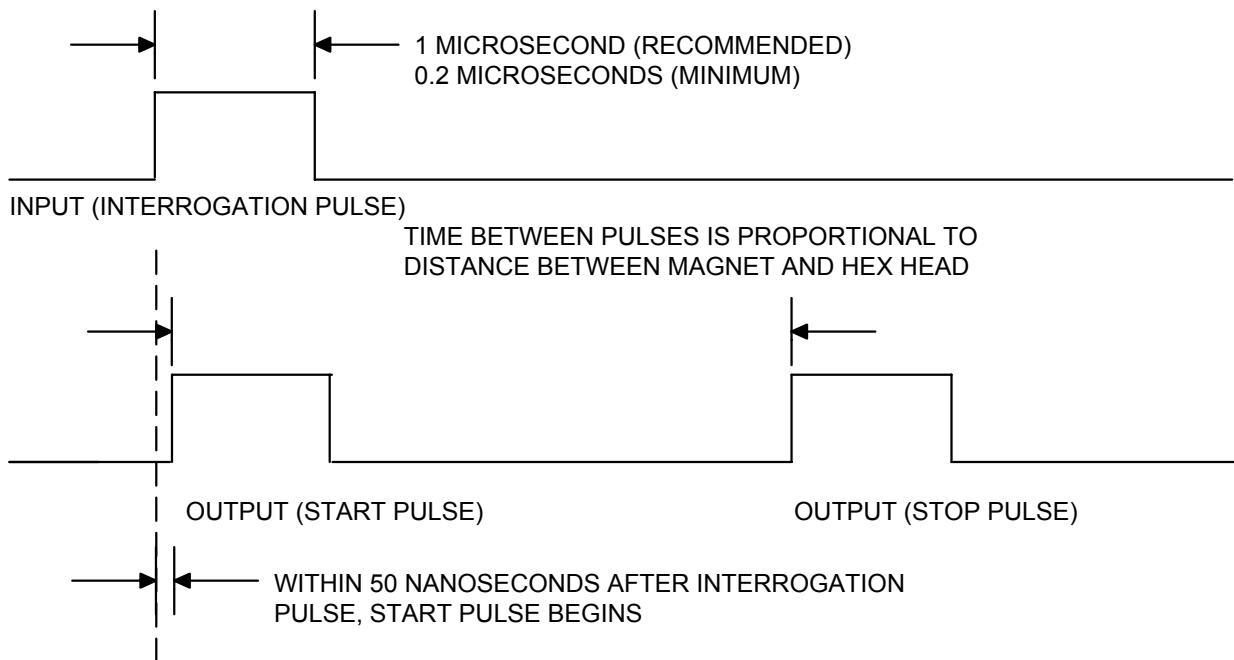 1 MICROSECOND (RECOMMENDED)
0.2 MICROSECONDS (MINIMUM)
INPUT (INTERROGATION PULSE)
TIME BETWEEN PULSES IS PROPORTIONAL TO
DISTANCE BETWEEN MAGNET AND HEX HEAD
OUTPUT (START PULSE)
OUTPUT (STOP PULSE)
WITHIN 50 NANOSECONDS AFTER INTERROGATION
PULSE, START PULSE BEGINS